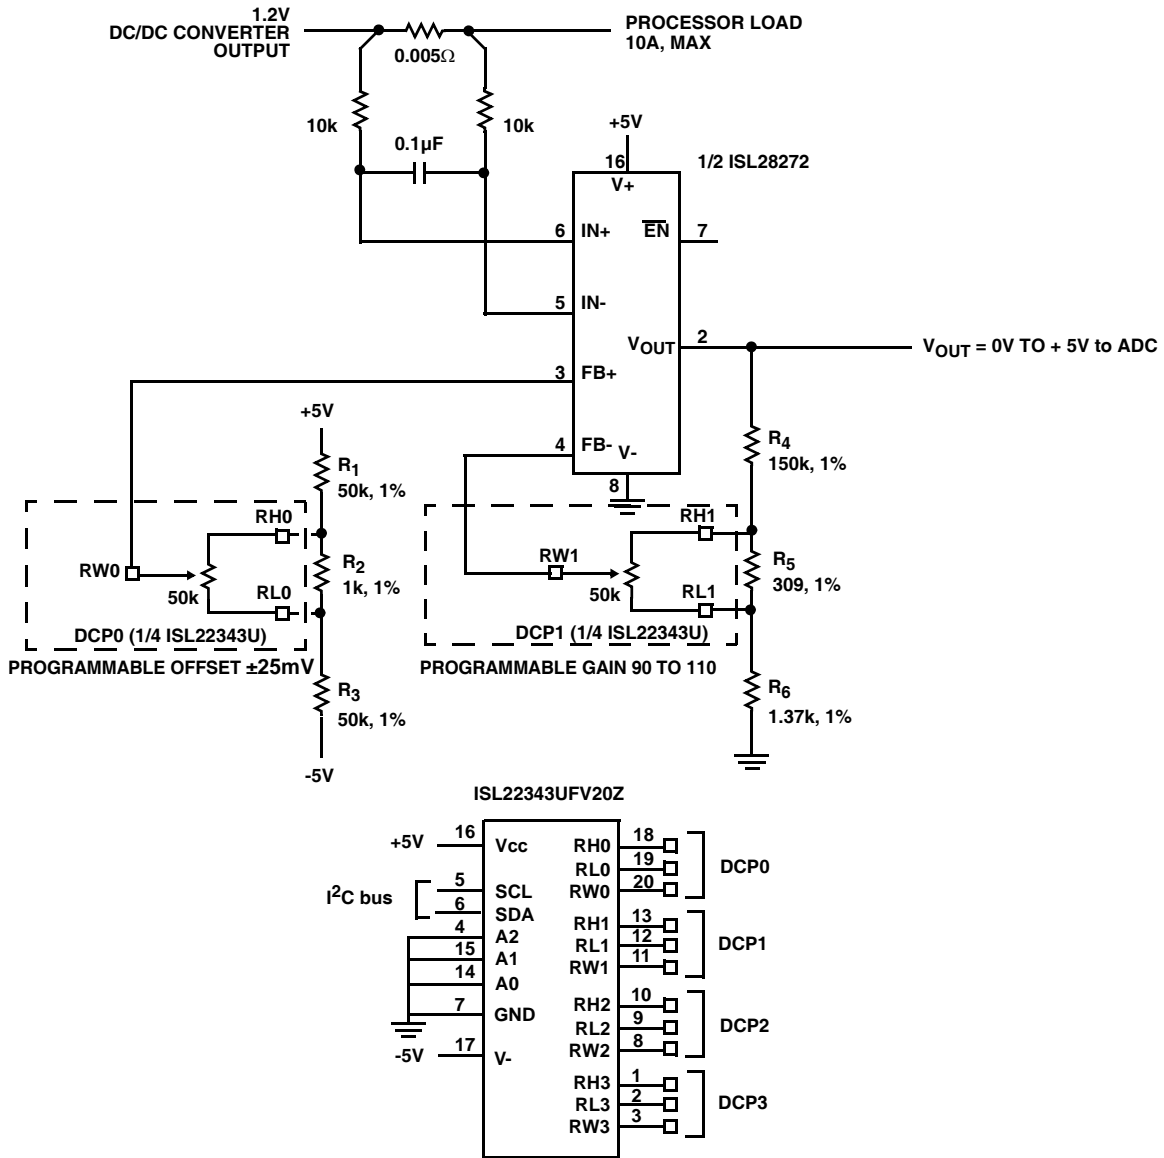 1.2V
DC/DC CONVERTER
OUTPUT
0.005Ω
PROCESSOR LOAD
10A, MAX
10k
10k
0.1µF
+5V
16
1/2 ISL28272
V+
6
IN+
EN
7
5
IN-
VOUT
2
VOUT = 0V TO + 5V to ADC
3
FB+
4
FB-
V-
8
+5V
R1
50k, 1%
RH0
RW0
50k
R2
1k, 1%
RL0
DCP0 (1/4 ISL22343U)
PROGRAMMABLE OFFSET ±25mV
R3
50k, 1%
-5V
R4
150k, 1%
RH1
RW1
50k
R5
309, 1%
RL1
DCP1 (1/4 ISL22343U)
PROGRAMMABLE GAIN 90 TO 110
R6
1.37k, 1%
ISL22343UFV20Z
+5V
16
Vcc
I2C bus
5
SCL
6
SDA
4
A2
15
A1
14
A0
7
GND
-5V
17
V-
RH0
18
RL0
19
RW0
20
DCP0
RH1
13
RL1
12
RW1
11
DCP1
RH2
10
RL2
9
RW2
8
DCP2
RH3
1
RL3
2
RW3
3
DCP3